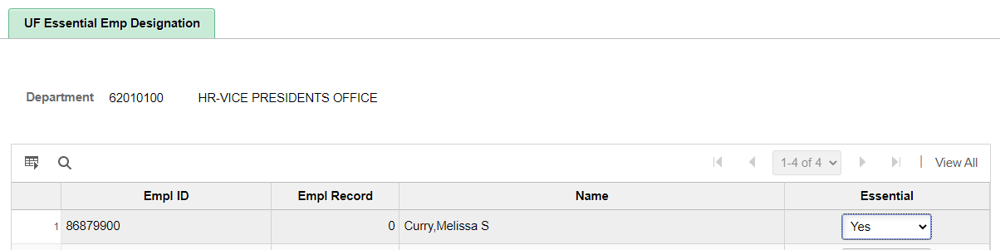 UF Essential Emp Designation
Department 62010100 HR-VICE PRESIDENTS OFFICE
1-4 of 4 | View All
Empl ID Empl Record Name Essential
1 86879900 0 Curry,Melissa S Yes